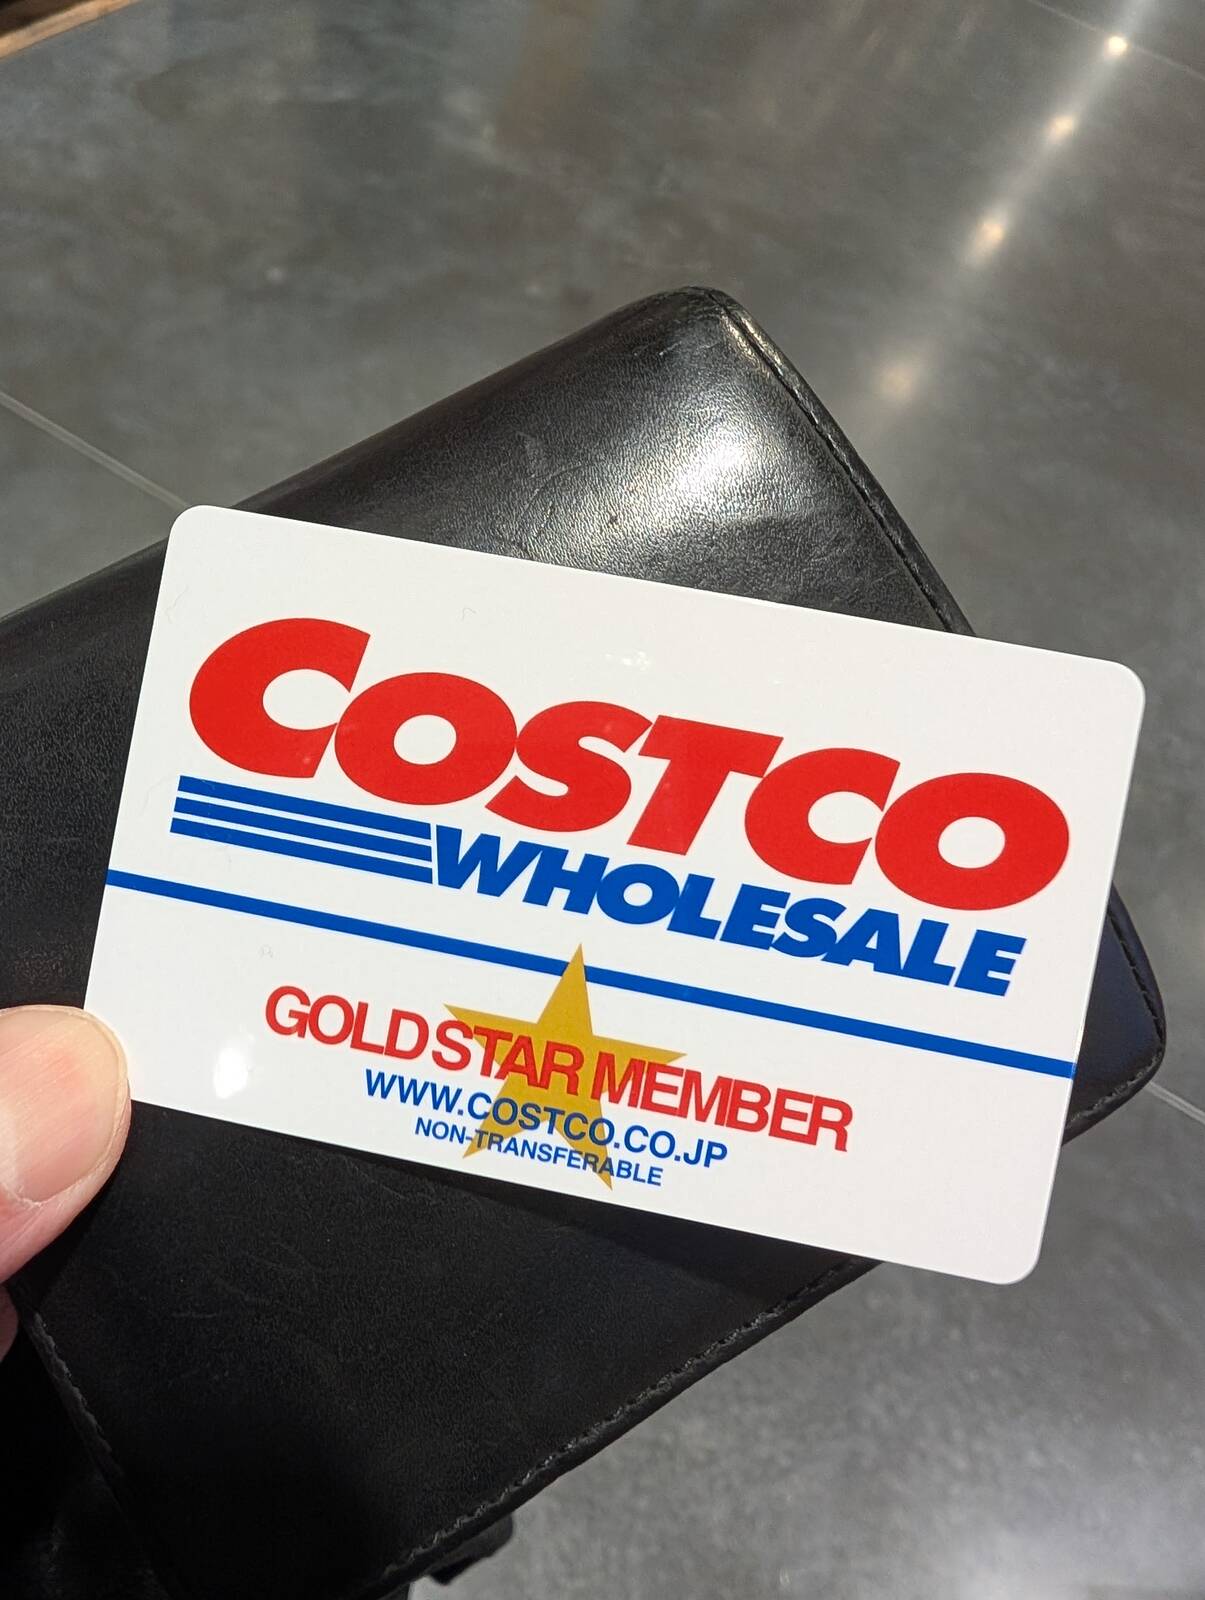 COSTCO
WHOLESALE
GOLD STAR MEMBER
WWW.COSTCO.CO.JP
NON-TRANSFERABLE